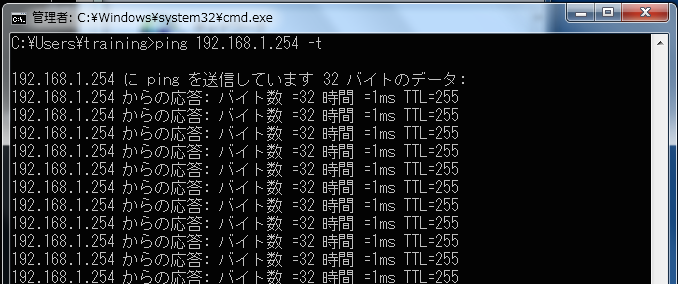 管理者: C:¥Windows¥system32¥cmd.exe
C:¥Users¥training>ping 192.168.1.254 -t
192.168.1.254 に ping を送信しています 32 バイトのデータ:
192.168.1.254 からの応答: バイト数 =32 時間 =1ms TTL=255
192.168.1.254 からの応答: バイト数 =32 時間 =1ms TTL=255
192.168.1.254 からの応答: バイト数 =32 時間 =1ms TTL=255
192.168.1.254 からの応答: バイト数 =32 時間 =1ms TTL=255
192.168.1.254 からの応答: バイト数 =32 時間 =1ms TTL=255
192.168.1.254 からの応答: バイト数 =32 時間 =1ms TTL=255
192.168.1.254 からの応答: バイト数 =32 時間 =1ms TTL=255
192.168.1.254 からの応答: バイト数 =32 時間 =1ms TTL=255
192.168.1.254 からの応答: バイト数 =32 時間 =1ms TTL=255
192.168.1.254 からの応答: バイト数 =32 時間 =1ms TTL=255
192.168.1.254 からの応答: バイト数 =32 時間 =1ms TTL=255